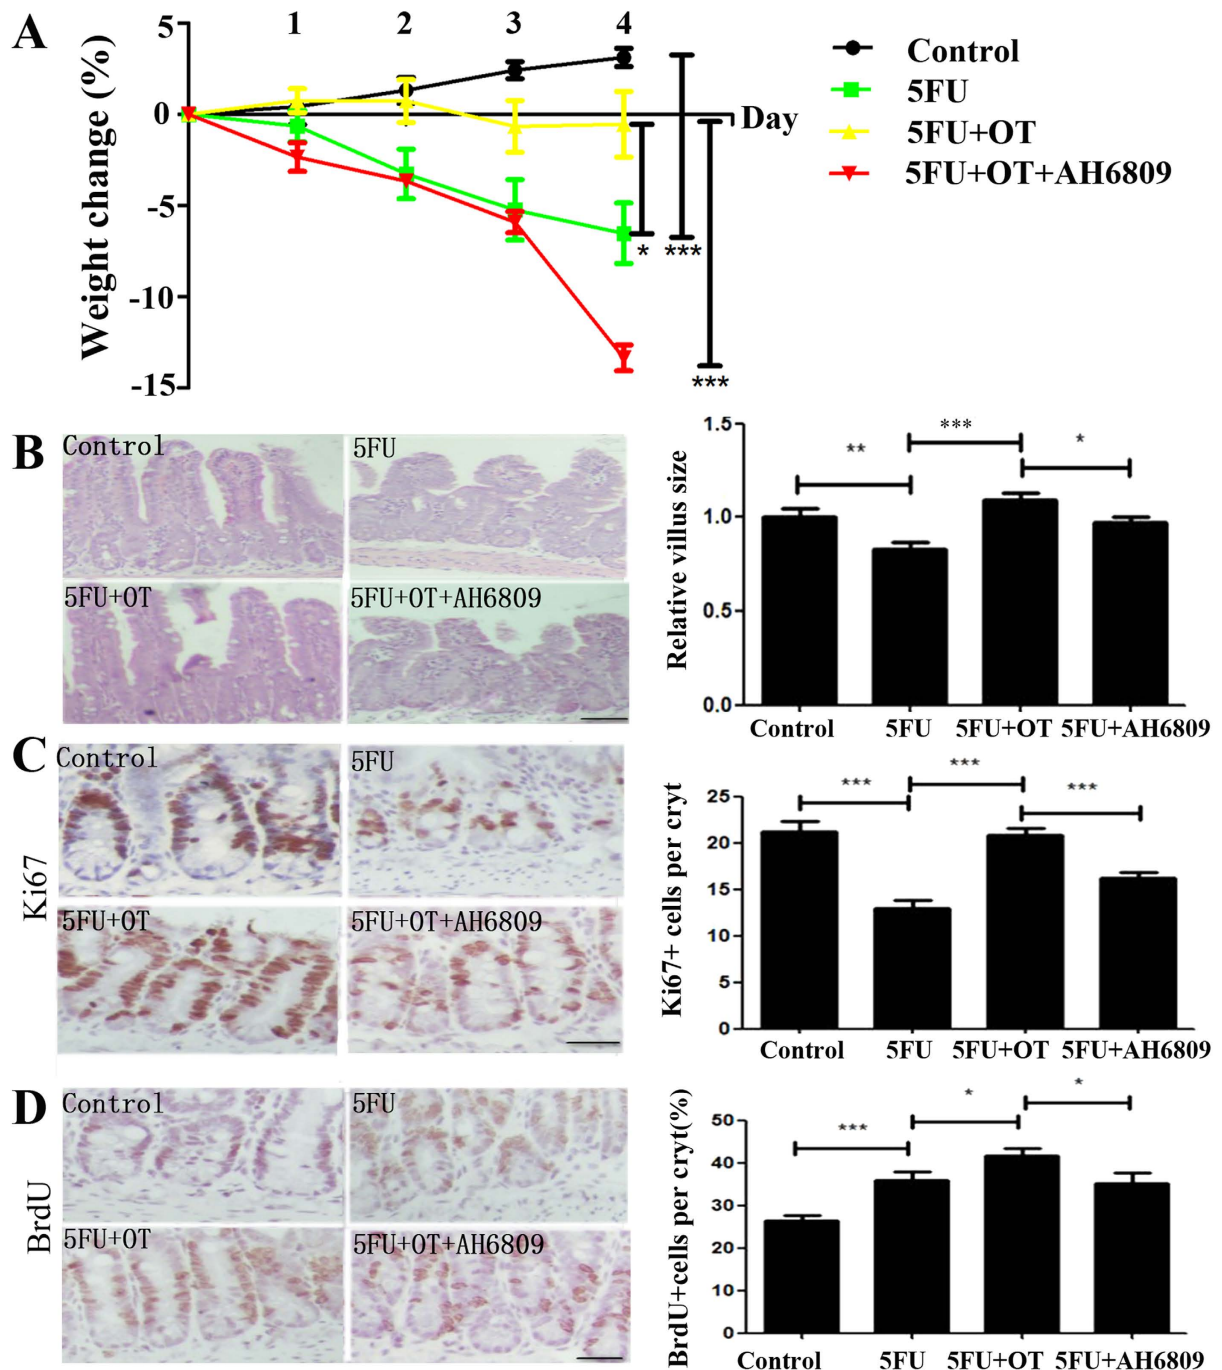 A
Weight change (%)
5
0
-5
-10
-15
1 2 3 4
Day
* *** ***
Control
5FU
5FU+OT
5FU+OT+AH6809
B
Control
5FU
5FU+OT
5FU+OT+AH6809
Relative villus size
1.5
1.0
0.5
0.0
** *** *
Control 5FU 5FU+OT 5FU+AH6809
C
Ki67
Control
5FU
5FU+OT
5FU+OT+AH6809
Ki67+ cells per cryt
25
20
15
10
5
0
*** *** ***
Control 5FU 5FU+OT 5FU+AH6809
D
BrdU
Control
5FU
5FU+OT
5FU+OT+AH6809
BrdU+cells per cryt(%)
50
40
30
20
10
0
*** * *
Control 5FU 5FU+OT 5FU+AH6809